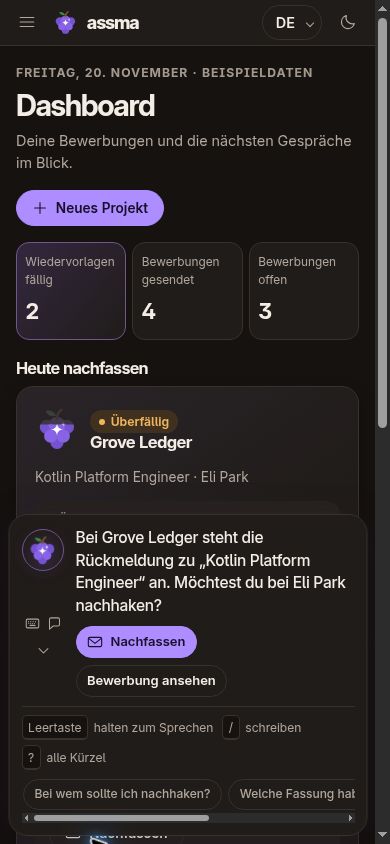 assma
DE
FREITAG, 20. NOVEMBER · BEISPIELDATEN
Dashboard
Deine Bewerbungen und die nächsten Gespräche
im Blick.
Neues Projekt
Wiedervorlagen
fällig
2
Bewerbungen
gesendet
4
Bewerbungen
offen
3
Heute nachfassen
Überfällig
Grove Ledger
Kotlin Platform Engineer · Eli Park
Bei Grove Ledger steht die
Rückmeldung zu „Kotlin Platform
Engineer“ an. Möchtest du bei Eli Park
nachhaken?
Nachfassen
Bewerbung ansehen
Leertaste halten zum Sprechen / schreiben
? alle Kürzel
Bei wem sollte ich nachhaken?
Welche Fassung